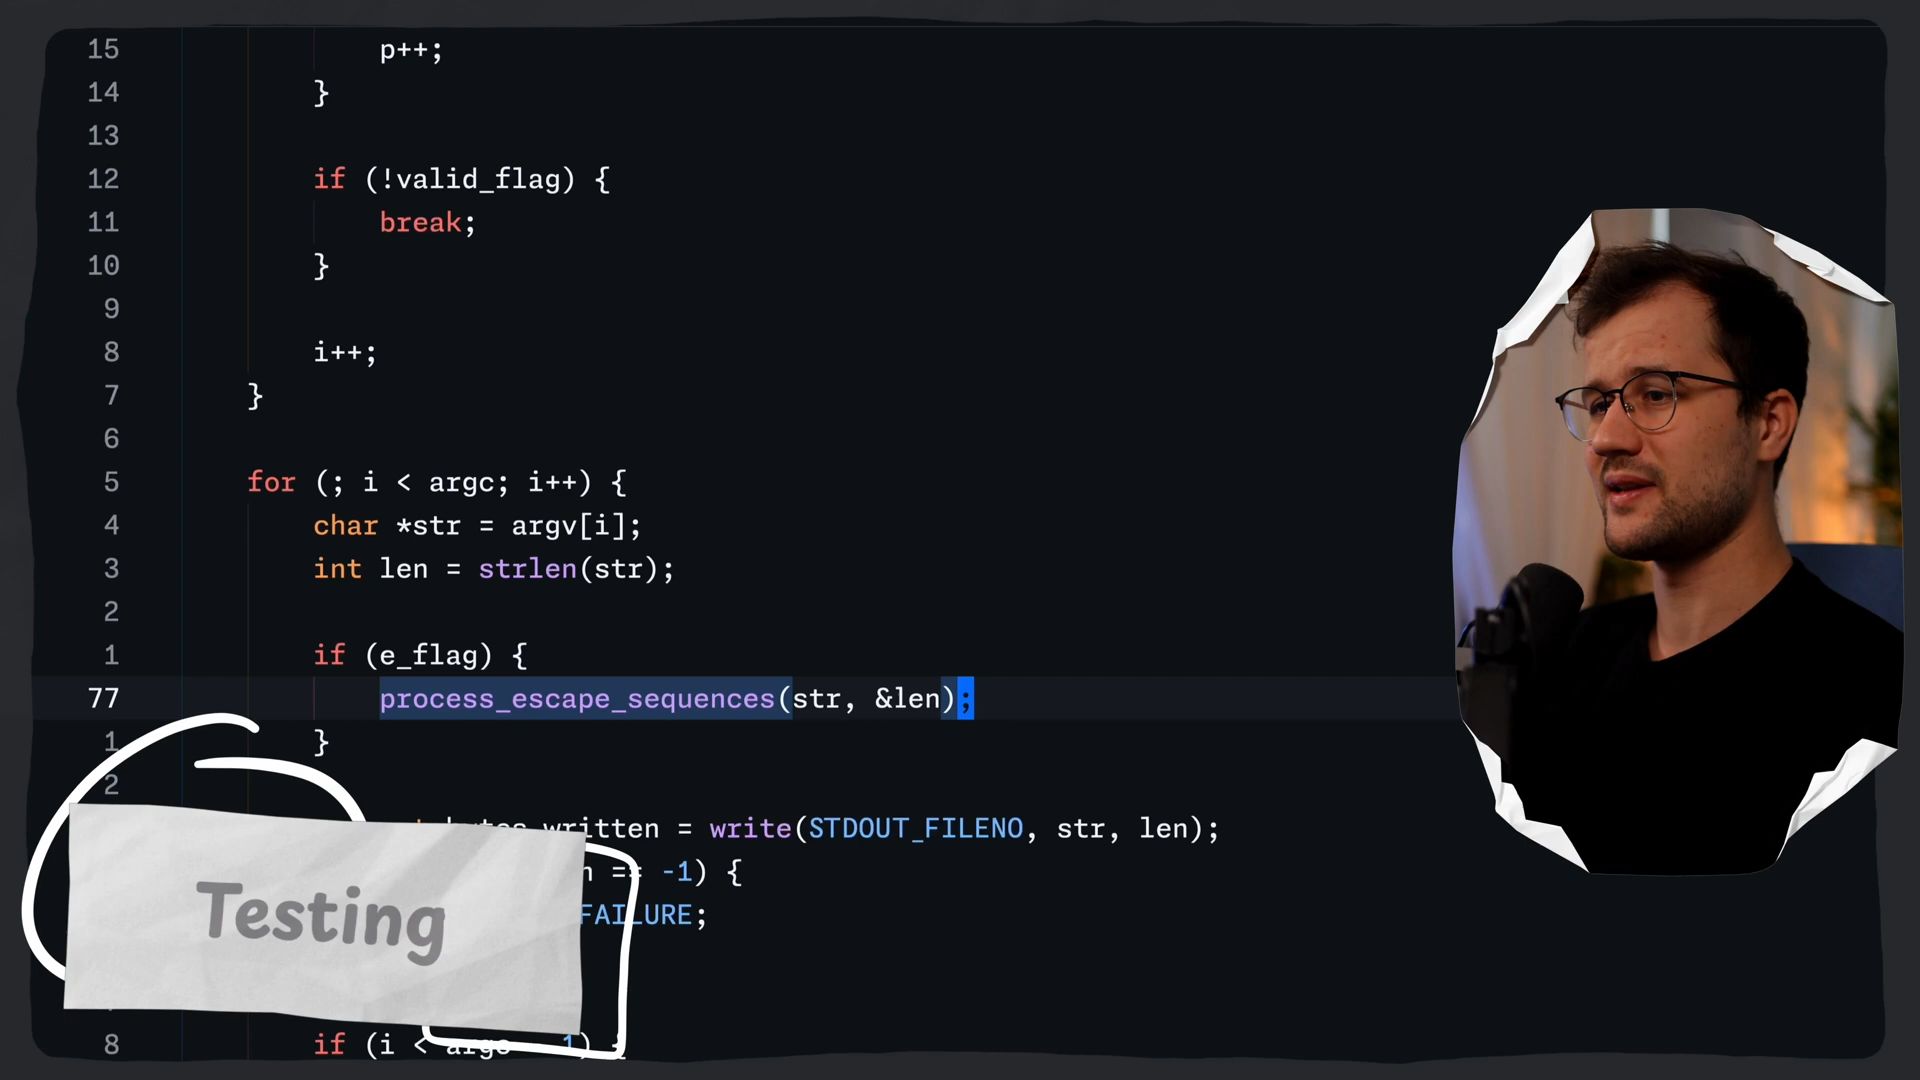 15 p++;
14 }
13
12 if (!valid_flag) {
11 break;
10 }
9
8 i++;
7 }
6
5 for (; i < argc; i++) {
4 char *str = argv[i];
3 int len = strlen(str);
2
1 if (e_flag) {
77 process_escape_sequences(str, &len);
1 }
2
written = write(STDOUT_FILENO, str, len);
== -1) {
FAILURE;
8 if (i < argc 1) {
Testing